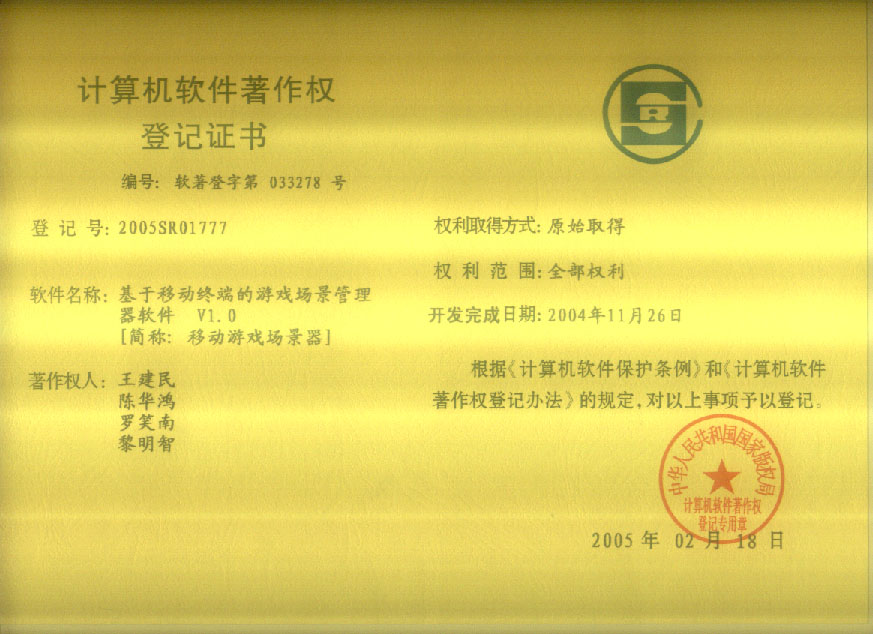 计算机软件著作权
登记证书
编号: 软著登字第 033278 号
登 记 号: 2005SR01777
软件名称: 基于移动终端的游戏场景管理
器软件 V1.0
[简称: 移动游戏场景器]
著作权人: 王建民
陈华鸿
罗笑南
黎明智
SR
权利取得方式: 原始取得
权 利 范 围: 全部权利
开发完成日期: 2004年11月26日
根据《计算机软件保护条例》和《计算机软件
著作权登记办法》的规定, 对以上事项予以登记。
中华人民共和国国家版权局
计算机软件著作权
登记专用章
2005 年 02 月 18 日